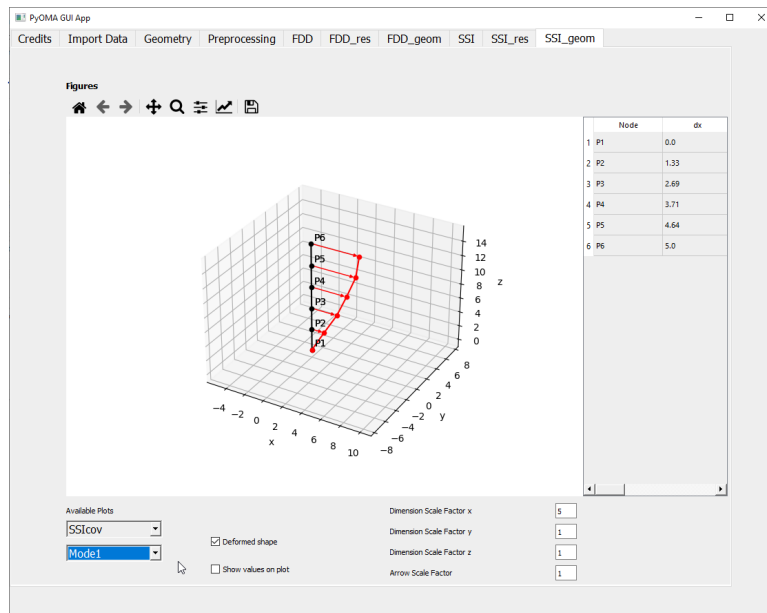 PyOMA GUI App
Credits Import Data Geometry Preprocessing FDD FDD_res FDD_geom SSI SSI_res SSI_geom
Figures
Node dx
1 P1 0.0
2 P2 1.33
3 P3 2.69
4 P4 3.71
5 P5 4.64
6 P6 5.0
P6
P5
P4
P3
P2
P1
14
12
10
8
6
4
2
0
z
8
6
4
2
0
−2
−4
−6
−8
y
−4 −2 0 2 4 6 8 10
x
Available Plots
SSIcov
Mode1
Deformed shape
Show values on plot
Dimension Scale Factor x 5
Dimension Scale Factor y 1
Dimension Scale Factor z 1
Arrow Scale Factor 1